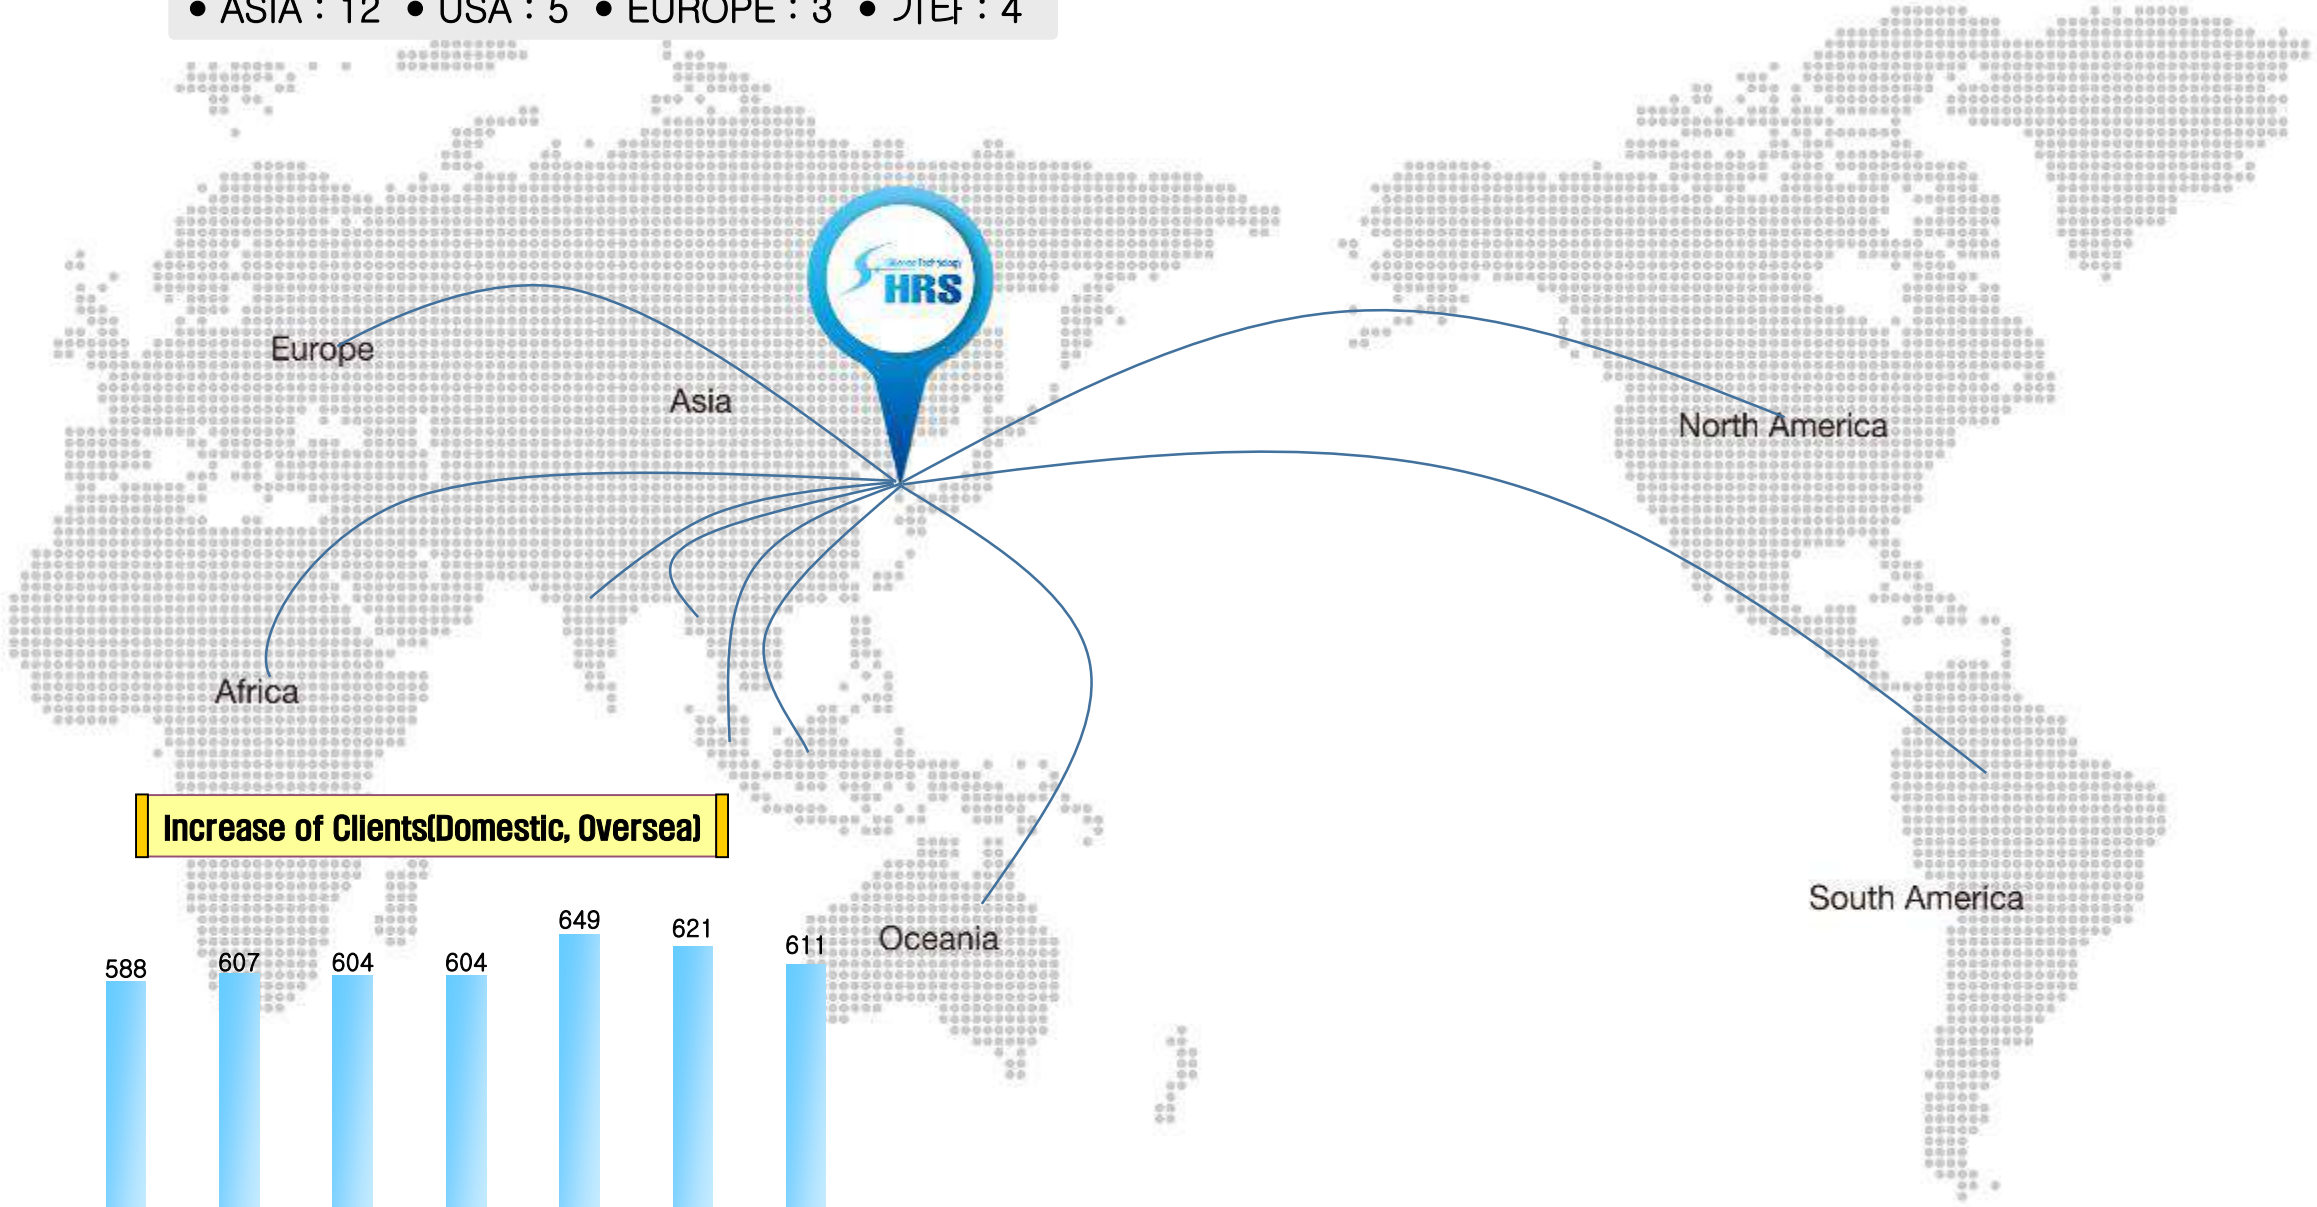 • ASIA : 12 • USA : 5 • EUROPE : 3 • 기타 : 4
HRS
Europe
Asia
North America
Africa
Increase of Clients(Domestic, Oversea)
South America
Oceania
588
607
604
604
649
621
611